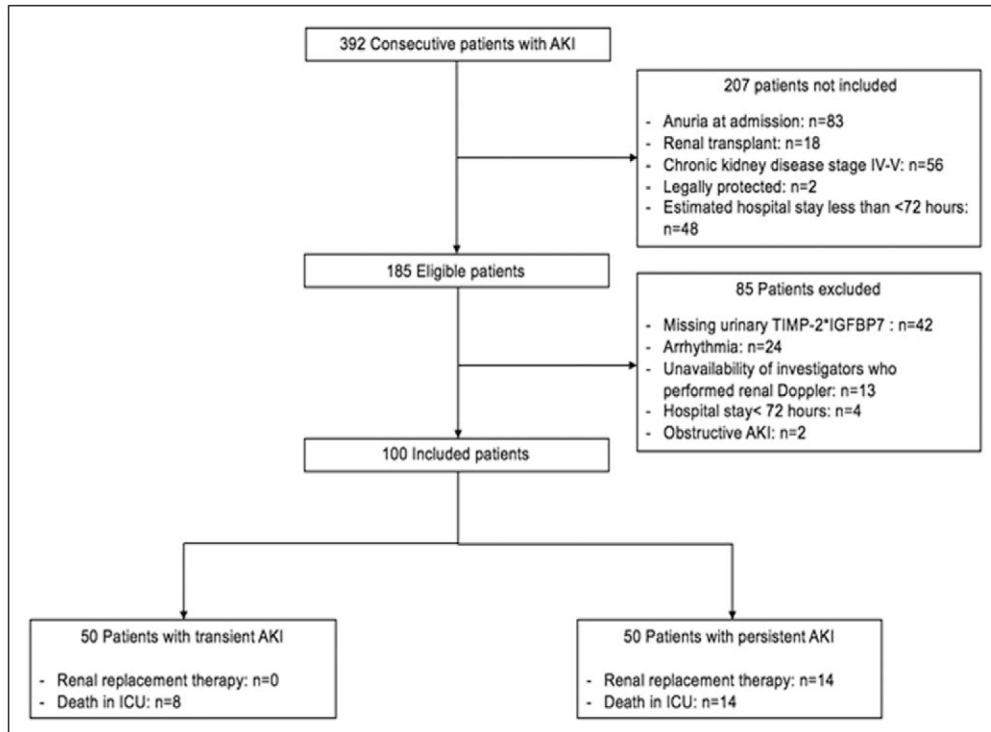 392 Consecutive patients with AKI
207 patients not included
- Anuria at admission: n=83
- Renal transplant: n=18
- Chronic kidney disease stage IV-V: n=56
- Legally protected: n=2
- Estimated hospital stay less than <72 hours:
n=48
185 Eligible patients
85 Patients excluded
- Missing urinary TIMP-2*IGFBP7 : n=42
- Arrhythmia: n=24
- Unavailability of investigators who
performed renal Doppler: n=13
- Hospital stay< 72 hours: n=4
- Obstructive AKI: n=2
100 Included patients
50 Patients with transient AKI
- Renal replacement therapy: n=0
- Death in ICU: n=8
50 Patients with persistent AKI
- Renal replacement therapy: n=14
- Death in ICU: n=14